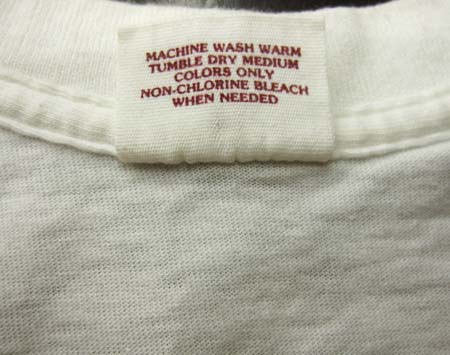 MACHINE WASH WARM
TUMBLE DRY MEDIUM
COLORS ONLY
NON-CHLORINE BLEACH
WHEN NEEDED